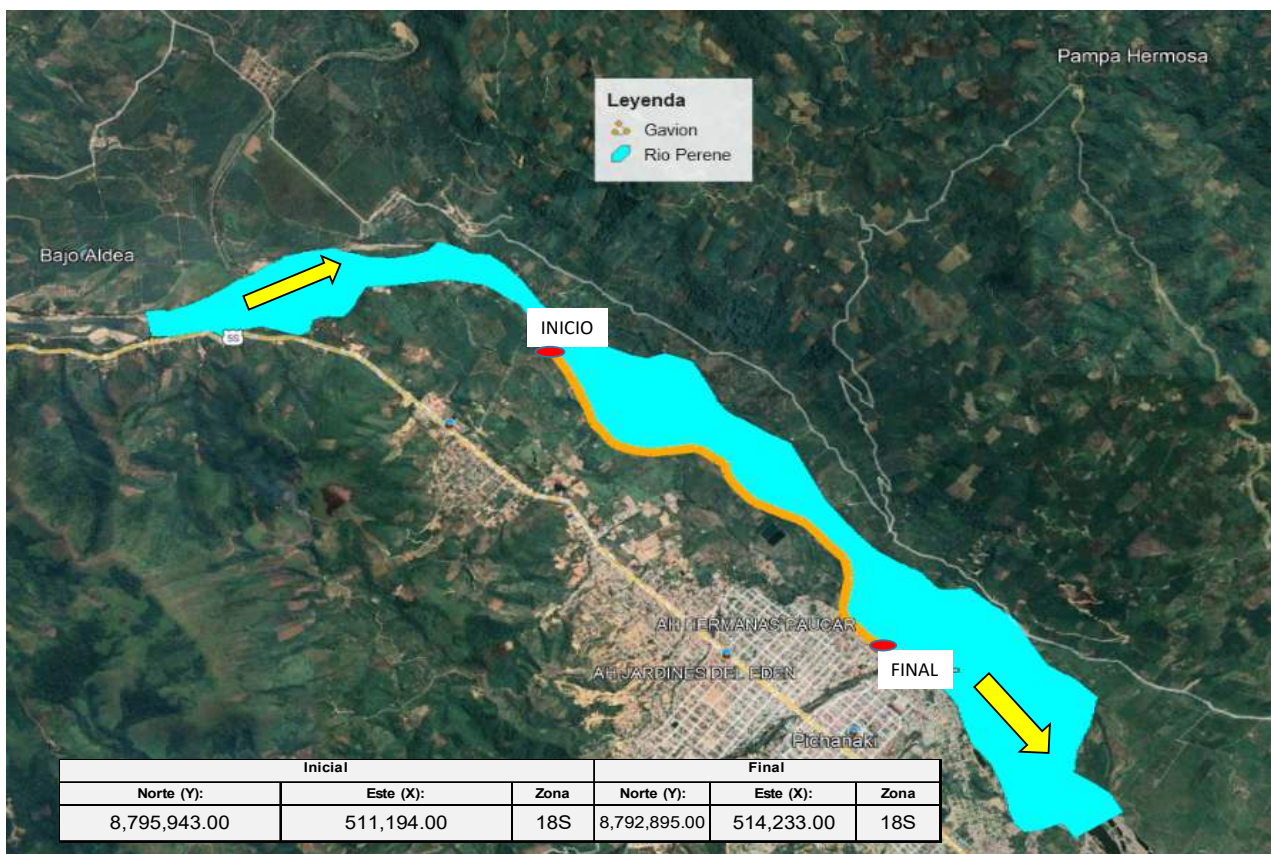 Pampa Hermosa
Leyenda
Gavion
Rio Perene
Bajo Aldea
5S
INICIO
AH HERMANAS PAUCAR
AH JARDINES DEL EDEN
FINAL
Pichanaki
Inicial Final
Norte (Y): Este (X): Zona Norte (Y): Este (X): Zona
8,795,943.00 511,194.00 18S 8,792,895.00 514,233.00 18S